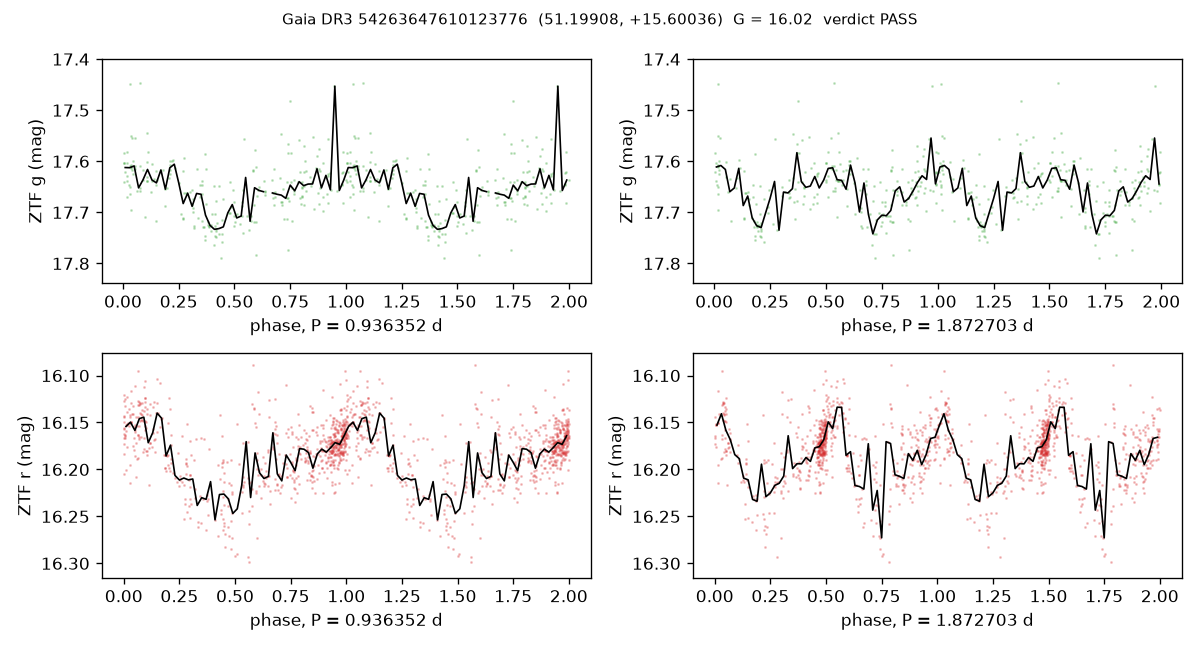 Gaia DR3 54263647610123776 (51.19908, +15.60036) G = 16.02 verdict PASS
ZTF g (mag)
17.4
17.5
17.6
17.7
17.8
0.00 0.25 0.50 0.75 1.00 1.25 1.50 1.75 2.00
phase, P = 0.936352 d
ZTF g (mag)
17.4
17.5
17.6
17.7
17.8
0.00 0.25 0.50 0.75 1.00 1.25 1.50 1.75 2.00
phase, P = 1.872703 d
ZTF r (mag)
16.10
16.15
16.20
16.25
16.30
0.00 0.25 0.50 0.75 1.00 1.25 1.50 1.75 2.00
phase, P = 0.936352 d
ZTF r (mag)
16.10
16.15
16.20
16.25
16.30
0.00 0.25 0.50 0.75 1.00 1.25 1.50 1.75 2.00
phase, P = 1.872703 d